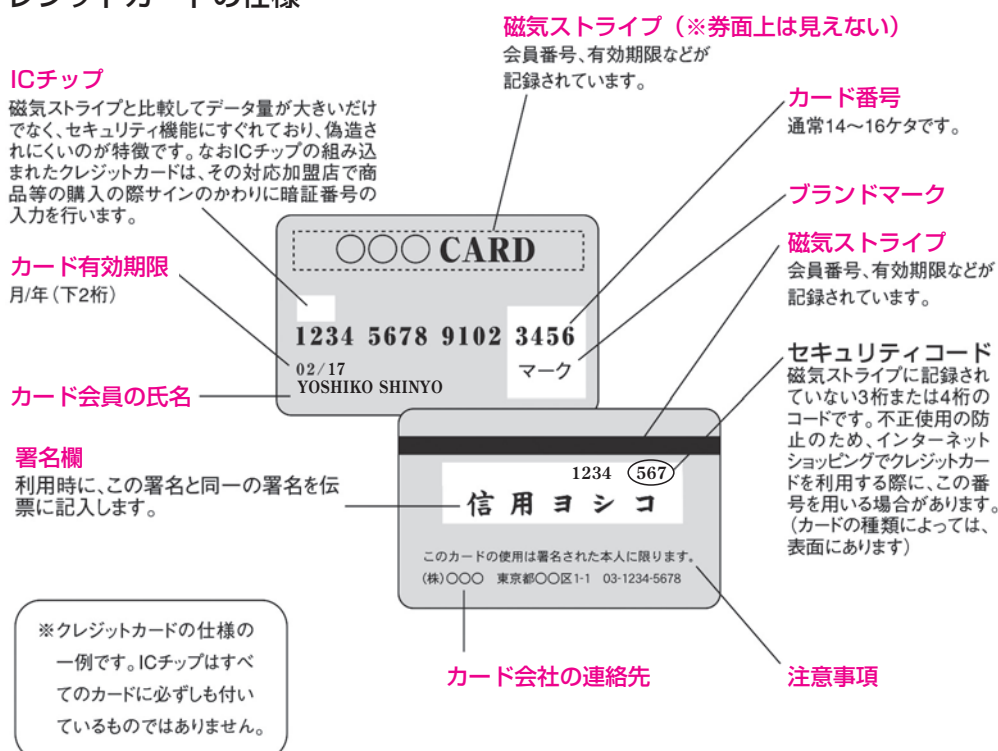 レジットカードの仕様
磁気ストライプ（※券面上は見えない）
会員番号、有効期限などが
記録されています。
ICチップ
磁気ストライプと比較してデータ量が大きいだけ
でなく、セキュリティ機能にすぐれており、偽造さ
れにくいのが特徴です。なおICチップの組み込
まれたクレジットカードは、その対応加盟店で商
品等の購入の際サインのかわりに暗証番号の
入力を行います。
カード番号
通常14～16ケタです。
ブランドマーク
カード有効期限
月/年（下2桁）
磁気ストライプ
会員番号、有効期限などが
記録されています。
○○○ CARD
1234 5678 9102 3456
02/17
YOSHIKO SHINYO
マーク
カード会員の氏名
セキュリティコード
磁気ストライプに記録され
ていない3桁または4桁の
コードです。不正使用の防
止のため、インターネット
ショッピングでクレジットカー
ドを利用する際に、この番
号を用いる場合があります。
（カードの種類によっては、
表面にあります）
署名欄
利用時に、この署名と同一の署名を伝
票に記入します。
1234 567
信用ヨシコ
このカードの使用は署名された本人に限ります。
(株)○○○ 東京都○○区1-1 03-1234-5678
カード会社の連絡先
注意事項
※クレジットカードの仕様の
一例です。ICチップはすべ
てのカードに必ずしも付い
ているものではありません。